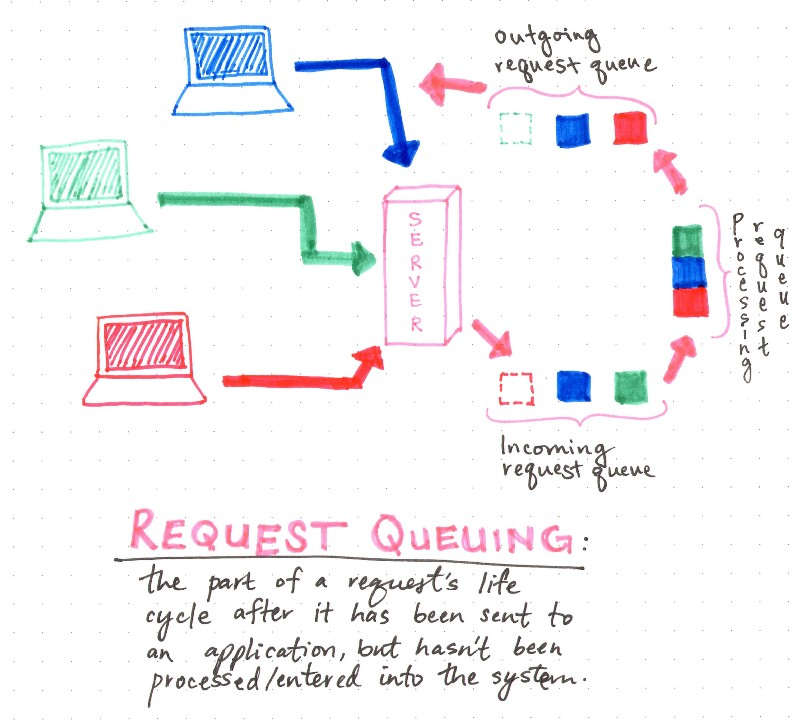 outgoing
request queue
SERVER
Processing
request
queue
Incoming
request queue
REQUEST QUEUING:
the part of a request's life
cycle after it has been sent to
an application, but hasn't been
processed/entered into the system.